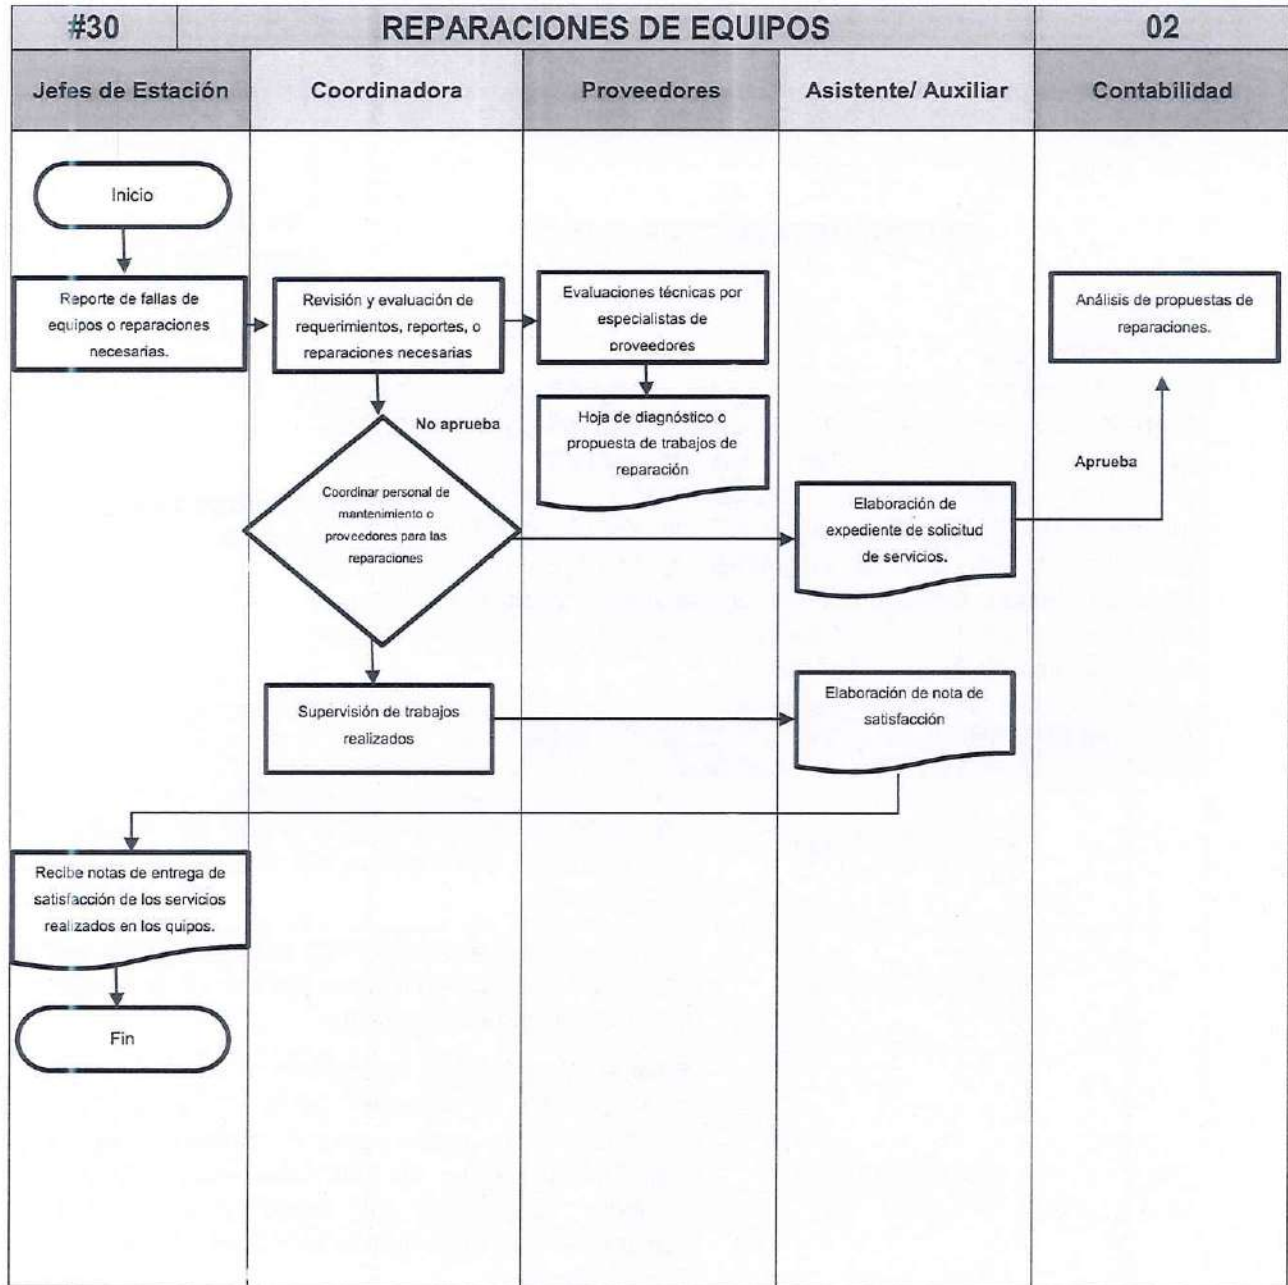 #30
REPARACIONES DE EQUIPOS
02
Jefes de Estación
Coordinadora
Proveedores
Asistente/ Auxiliar
Contabilidad
Inicio
Reporte de fallas de
equipos o reparaciones
necesarias.
Revisión y evaluación de
requerimientos, reportes, o
reparaciones necesarias
Evaluaciones técnicas por
especialistas de
proveedores
Análisis de propuestas de
reparaciones.
No aprueba
Hoja de diagnóstico o
propuesta de trabajos de
reparación
Aprueba
Coordinar personal de
mantenimiento o
proveedores para las
reparaciones
Elaboración de
expediente de solicitud
de servicios.
Supervisión de trabajos
realizados
Elaboración de nota de
satisfacción
Recibe notas de entrega de
satisfacción de los servicios
realizados en los quipos.
Fin